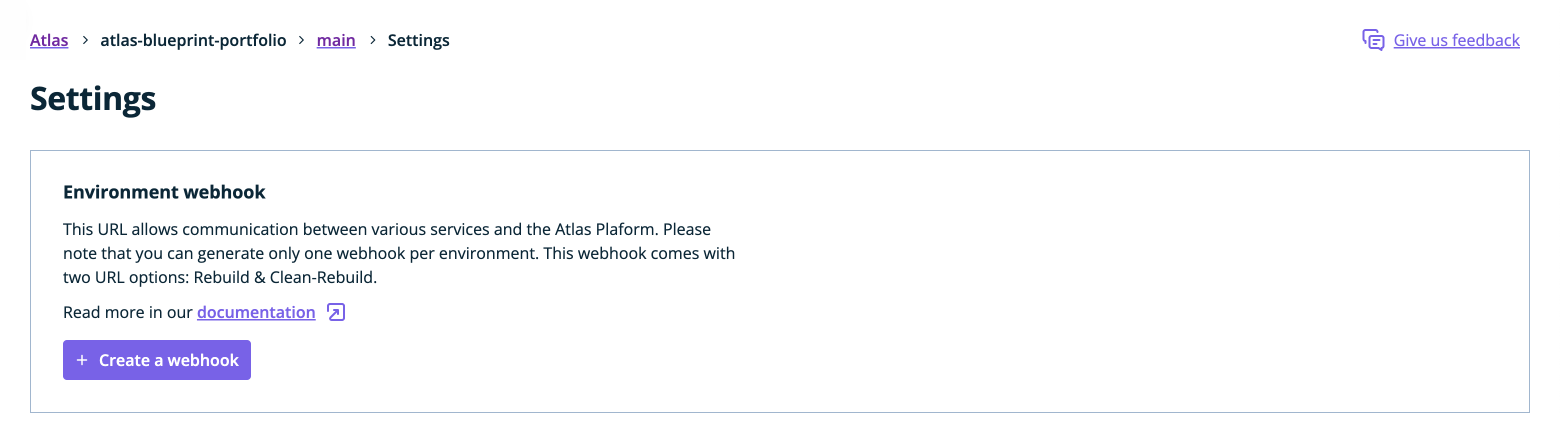 Atlas > atlas-blueprint-portfolio > main > Settings
Give us feedback
Settings
Environment webhook
This URL allows communication between various services and the Atlas Plaform. Please
note that you can generate only one webhook per environment. This webhook comes with
two URL options: Rebuild & Clean-Rebuild.
Read more in our documentation
+ Create a webhook